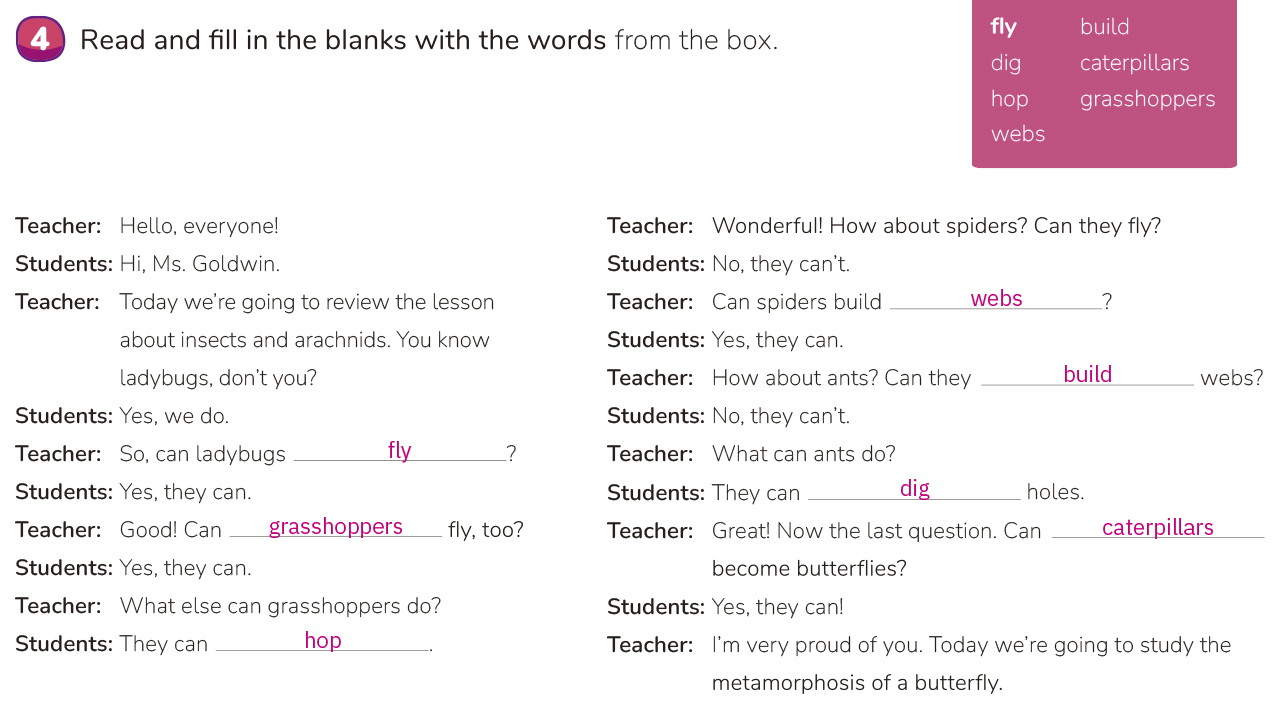 4 Read and fill in the blanks with the words from the box.
fly build
dig caterpillars
hop grasshoppers
webs
Teacher: Hello, everyone!
Students: Hi, Ms. Goldwin.
Teacher: Today we’re going to review the lesson
about insects and arachnids. You know
ladybugs, don’t you?
Students: Yes, we do.
Teacher: So, can ladybugs fly?
Students: Yes, they can.
Teacher: Good! Can grasshoppers fly, too?
Students: Yes, they can.
Teacher: What else can grasshoppers do?
Students: They can hop.
Teacher: Wonderful! How about spiders? Can they fly?
Students: No, they can’t.
Teacher: Can spiders build webs?
Students: Yes, they can.
Teacher: How about ants? Can they build webs?
Students: No, they can’t.
Teacher: What can ants do?
Students: They can dig holes.
Teacher: Great! Now the last question. Can caterpillars
become butterflies?
Students: Yes, they can!
Teacher: I’m very proud of you. Today we’re going to study the
metamorphosis of a butterfly.